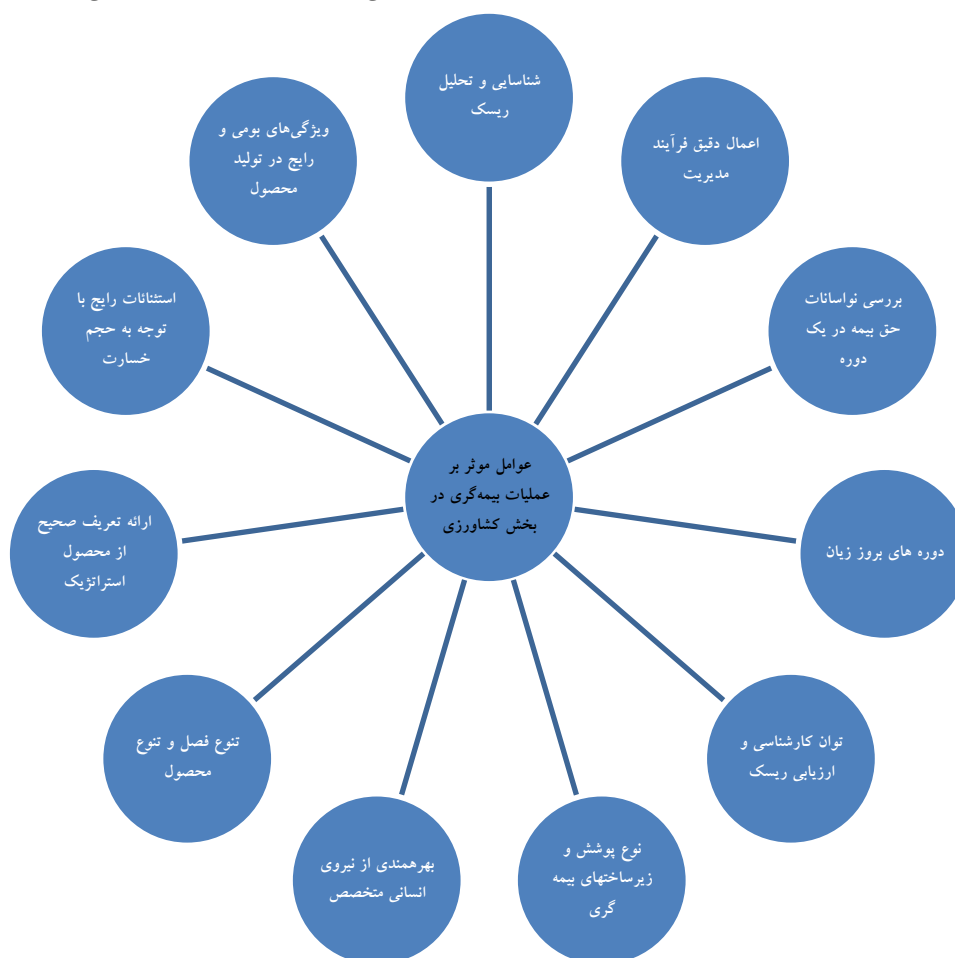 شناسایی و تحلیل
ریسک
اعمال دقیق فرآیند
مدیریت
بررسی نواسانات
حق بیمه در یک
دوره
دوره های بروز زیان
توان کارشناسی و
ارزیابی ریسک
نوع پوشش و
زیرساختهای بیمه
گری
بهرهمندی از نیروی
انسانی متخصص
تنوع فصل و تنوع
محصول
ارائه تعریف صحیح
از محصول
استراتژیک
استثنائات رایج با
توجه به حجم
خسارت
ویژگی‌های بومی و
رایج در تولید
محصول
عوامل موثر بر
عملیات بیمه‌گری در
بخش کشاورزی